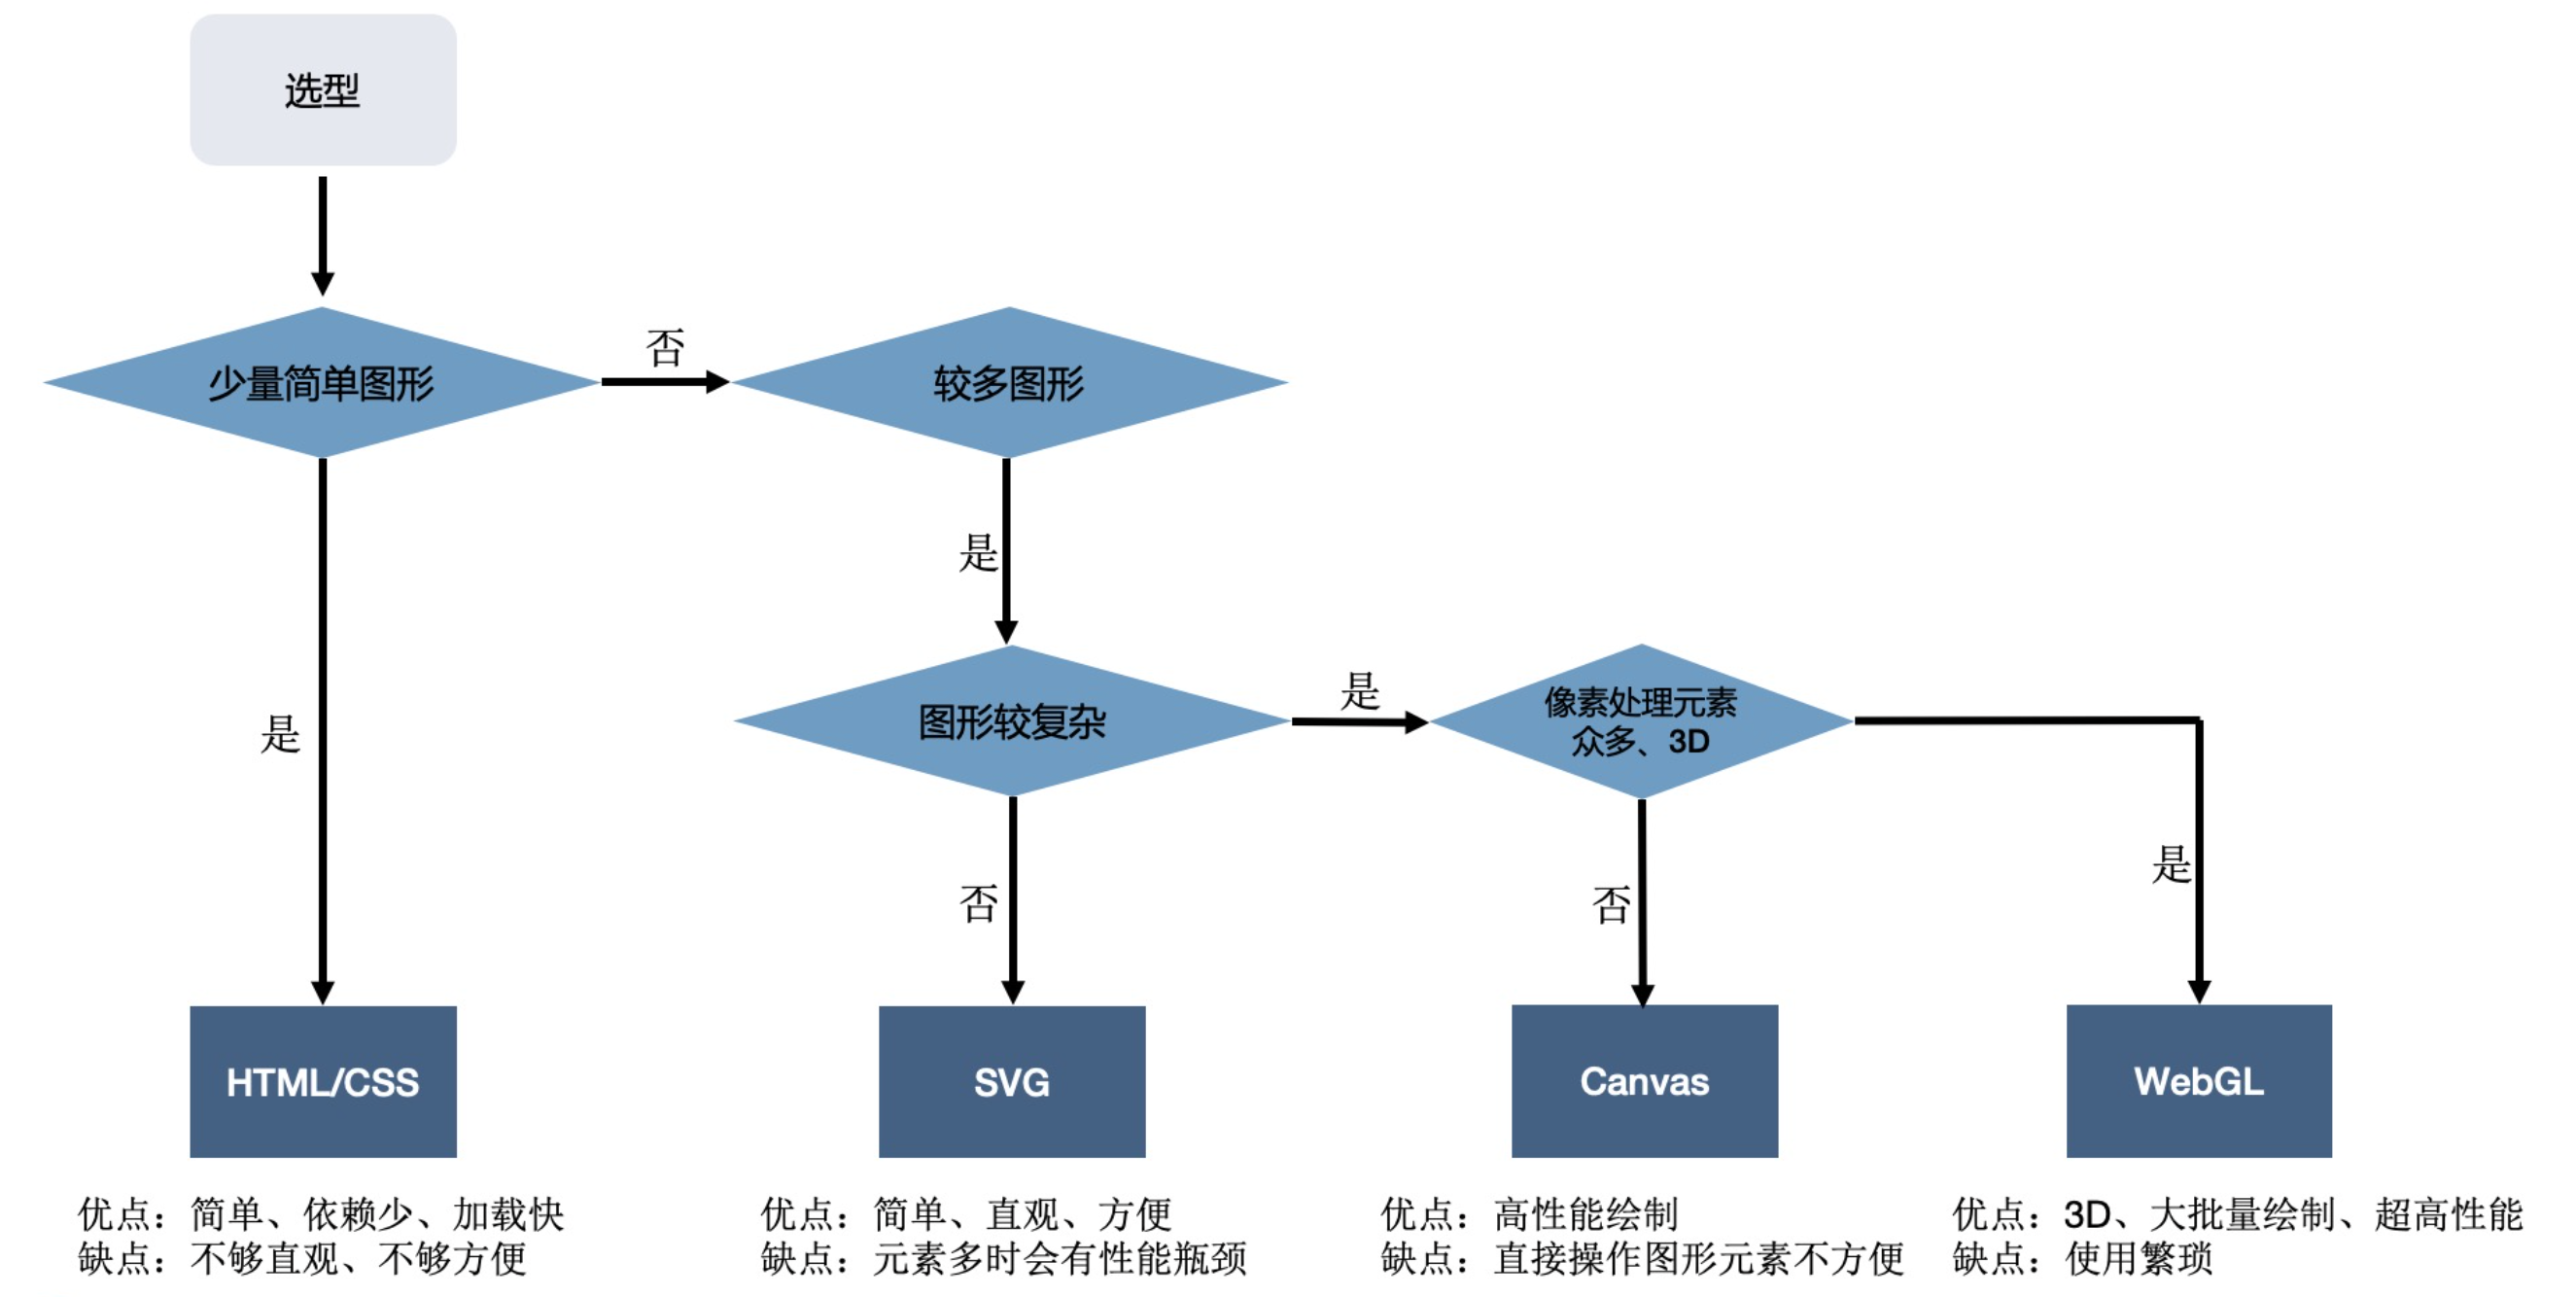 选型
少量简单图形
否
较多图形
是
是
图形较复杂
是
像素处理元素
众多、3D
否
否
是
HTML/CSS
SVG
Canvas
WebGL
优点：简单、依赖少、加载快
缺点：不够直观、不够方便
优点：简单、直观、方便
缺点：元素多时会有性能瓶颈
优点：高性能绘制
缺点：直接操作图形元素不方便
优点：3D、大批量绘制、超高性能
缺点：使用繁琐